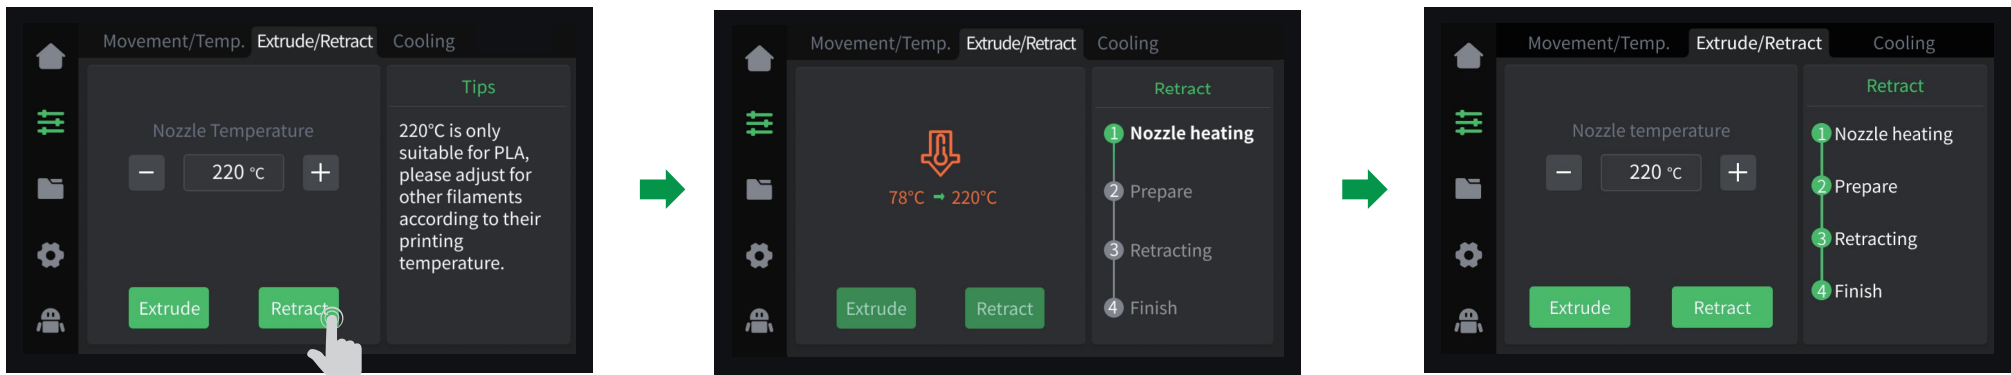 Movement/Temp. Extrude/Retract Cooling
Nozzle Temperature
− 220 °C +
Extrude Retract
Tips
220°C is only
suitable for PLA,
please adjust for
other filaments
according to their
printing
temperature.
Movement/Temp. Extrude/Retract Cooling
78°C → 220°C
Extrude Retract
Retract
1 Nozzle heating
2 Prepare
3 Retracting
4 Finish
Movement/Temp. Extrude/Retract Cooling
Nozzle temperature
− 220 °C +
Extrude Retract
Retract
1 Nozzle heating
2 Prepare
3 Retracting
4 Finish